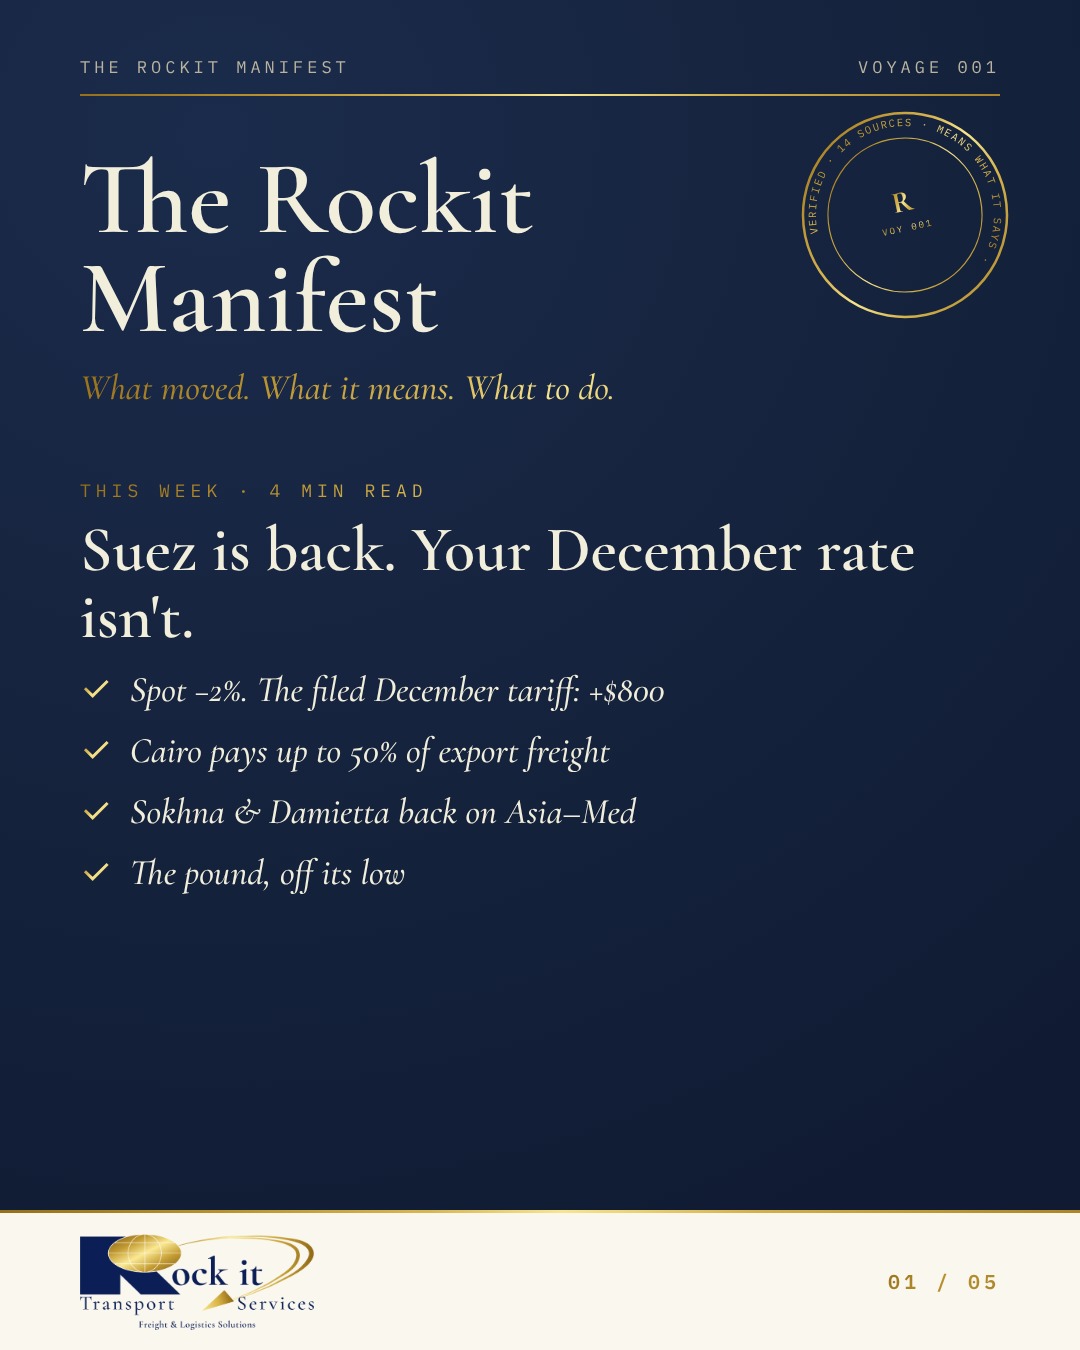 THE ROCKIT MANIFEST
VOYAGE 001
VERIFIED · 14 SOURCES · MEANS WHAT IT SAYS ·
R
VOY 001
The Rockit
Manifest
What moved. What it means. What to do.
THIS WEEK · 4 MIN READ
Suez is back. Your December rate
isn't.
Spot –2%. The filed December tariff: +$800
Cairo pays up to 50% of export freight
Sokhna & Damietta back on Asia–Med
The pound, off its low
Rock it
Transport Services
Freight & Logistics Solutions
01 / 05